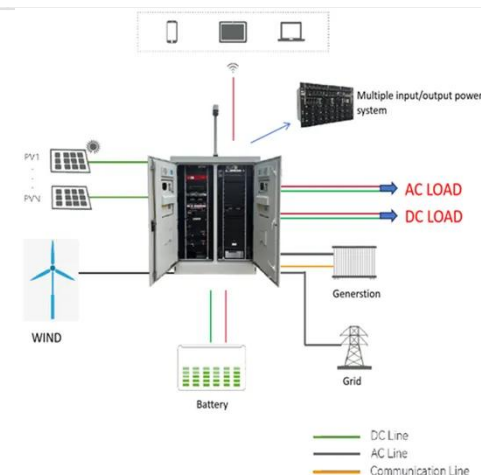 Multiple input/output power
system
PV1
PVN
AC LOAD
DC LOAD
WIND
Generstion
Grid
Battery
DC Line
AC Line
Communication Line